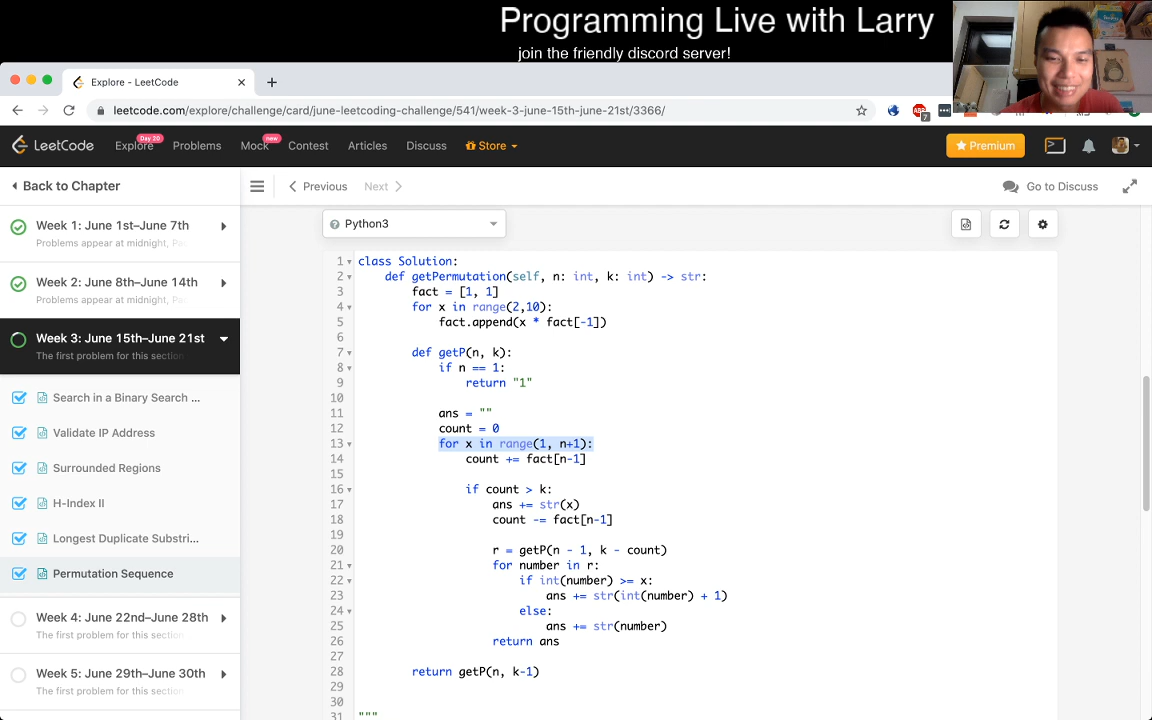 Programming Live with Larry
join the friendly discord server!
Explore - LeetCode
leetcode.com/explore/challenge/card/june-leetcoding-challenge/541/week-3-june-15th-june-21st/3366/
7
LeetCode
Explore
Day 20
Problems
Mock
new
Contest
Articles
Discuss
Store
Premium
Back to Chapter
Previous
Next
Go to Discuss
Week 1: June 1st–June 7th
Problems appear at midnight, Pa
Week 2: June 8th–June 14th
Problems appear at midnight, Pa
Week 3: June 15th–June 21st
The first problem for this section
Search in a Binary Search ...
Validate IP Address
Surrounded Regions
H-Index II
Longest Duplicate Substri...
Permutation Sequence
Week 4: June 22nd–June 28th
The first problem for this section
Week 5: June 29th–June 30th
The first problem for this section
Python3
1 class Solution:
2 def getPermutation(self, n: int, k: int) -> str:
3 fact = [1, 1]
4 for x in range(2,10):
5 fact.append(x * fact[-1])
6
7 def getP(n, k):
8 if n == 1:
9 return "1"
10
11 ans = ""
12 count = 0
13 for x in range(1, n+1):
14 count += fact[n-1]
15
16 if count > k:
17 ans += str(x)
18 count -= fact[n-1]
19
20 r = getP(n - 1, k - count)
21 for number in r:
22 if int(number) >= x:
23 ans += str(int(number) + 1)
24 else:
25 ans += str(number)
26 return ans
27
28 return getP(n, k-1)
29
30
31 """